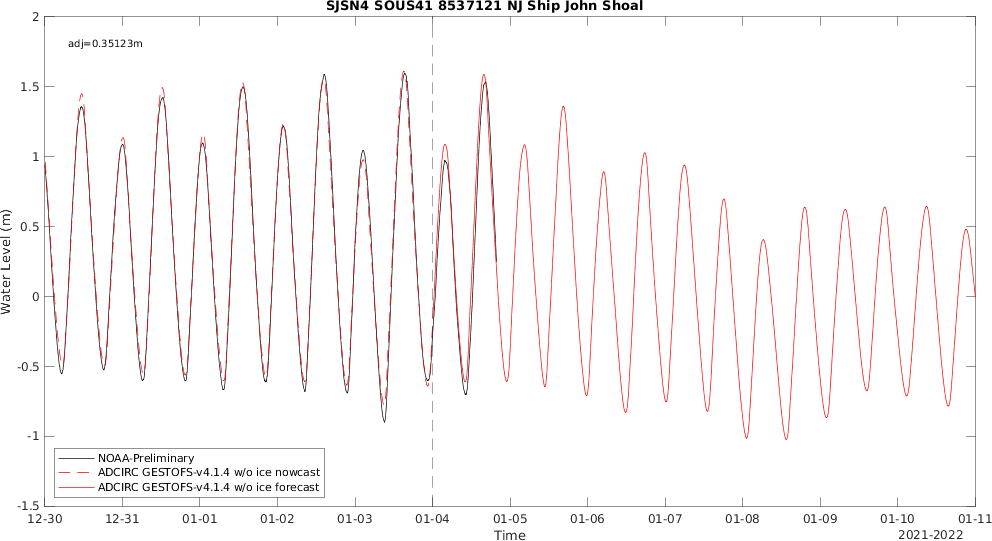 SJSN4 SOUS41 8537121 NJ Ship John Shoal
adj=0.35123m
Water Level (m)
2
1.5
1
0.5
0
-0.5
-1
-1.5
NOAA-Preliminary
ADCIRC GESTOFS-v4.1.4 w/o ice nowcast
ADCIRC GESTOFS-v4.1.4 w/o ice forecast
12-30 12-31 01-01 01-02 01-03 01-04 01-05 01-06 01-07 01-08 01-09 01-10 01-11
Time
2021-2022